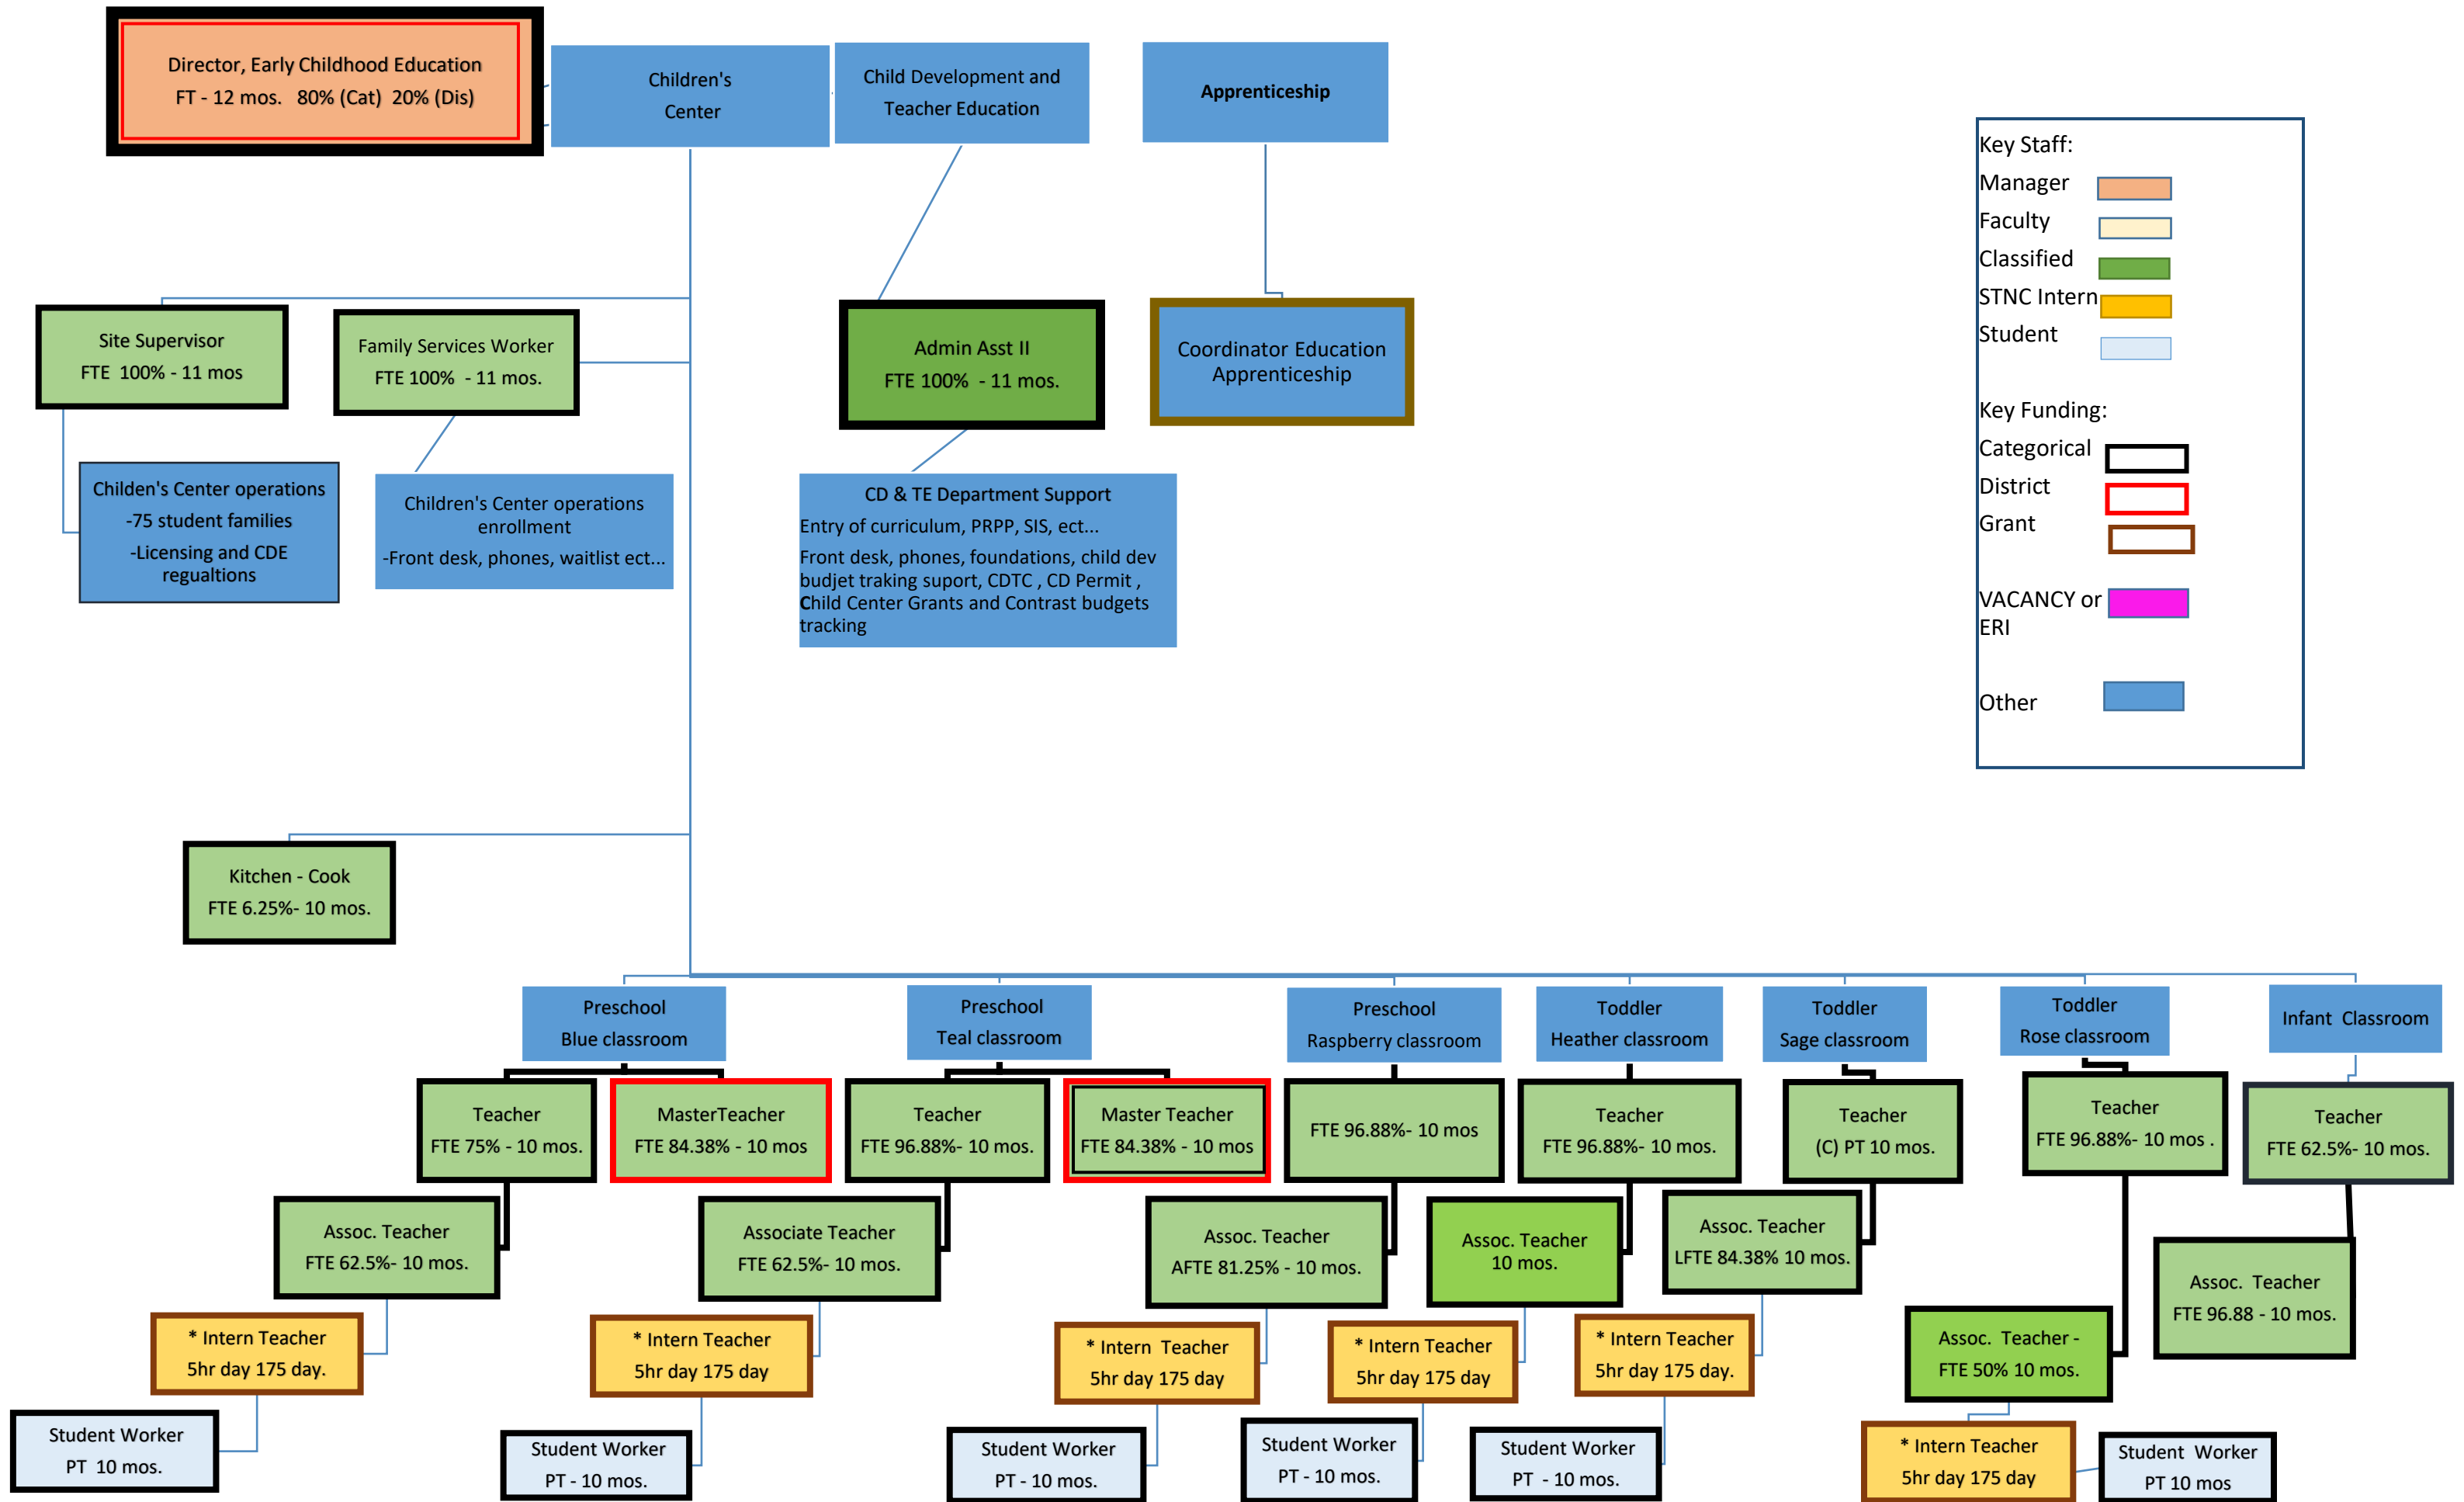 Director, Early Childhood Education
FT - 12 mos. 80% (Cat) 20% (Dis)
Children's
Center
Child Development and
Teacher Education
Apprenticeship
Key Staff:
Manager
Faculty
Classified
STNC Intern
Student
Key Funding:
Categorical
District
Grant
VACANCY or
ERI
Other
Site Supervisor
FTE 100% - 11 mos
Family Services Worker
FTE 100% - 11 mos.
Admin Asst II
FTE 100% - 11 mos.
Coordinator Education
Apprenticeship
Childen's Center operations
-75 student families
-Licensing and CDE
regualtions
Children's Center operations
enrollment
-Front desk, phones, waitlist ect...
CD & TE Department Support
Entry of curriculum, PRPP, SIS, ect...
Front desk, phones, foundations, child dev
budjet traking suport, CDTC , CD Permit ,
Child Center Grants and Contrast budgets
tracking
Kitchen - Cook
FTE 6.25%- 10 mos.
Preschool
Blue classroom
Preschool
Teal classroom
Preschool
Raspberry classroom
Toddler
Heather classroom
Toddler
Sage classroom
Toddler
Rose classroom
Infant Classroom
Teacher
FTE 75% - 10 mos.
MasterTeacher
FTE 84.38% - 10 mos
Teacher
FTE 96.88%- 10 mos.
Master Teacher
FTE 84.38% - 10 mos
FTE 96.88%- 10 mos
Teacher
FTE 96.88%- 10 mos.
Teacher
(C) PT 10 mos.
Teacher
FTE 96.88%- 10 mos .
Teacher
FTE 62.5%- 10 mos.
Assoc. Teacher
FTE 62.5%- 10 mos.
Associate Teacher
FTE 62.5%- 10 mos.
Assoc. Teacher
AFTE 81.25% - 10 mos.
Assoc. Teacher
10 mos.
Assoc. Teacher
LFTE 84.38% 10 mos.
Assoc. Teacher -
FTE 50% 10 mos.
Assoc. Teacher
FTE 96.88 - 10 mos.
* Intern Teacher
5hr day 175 day.
* Intern Teacher
5hr day 175 day
* Intern Teacher
5hr day 175 day
* Intern Teacher
5hr day 175 day
* Intern Teacher
5hr day 175 day.
* Intern Teacher
5hr day 175 day
Student Worker
PT 10 mos.
Student Worker
PT - 10 mos.
Student Worker
PT - 10 mos.
Student Worker
PT - 10 mos.
Student Worker
PT - 10 mos.
Student Worker
PT 10 mos